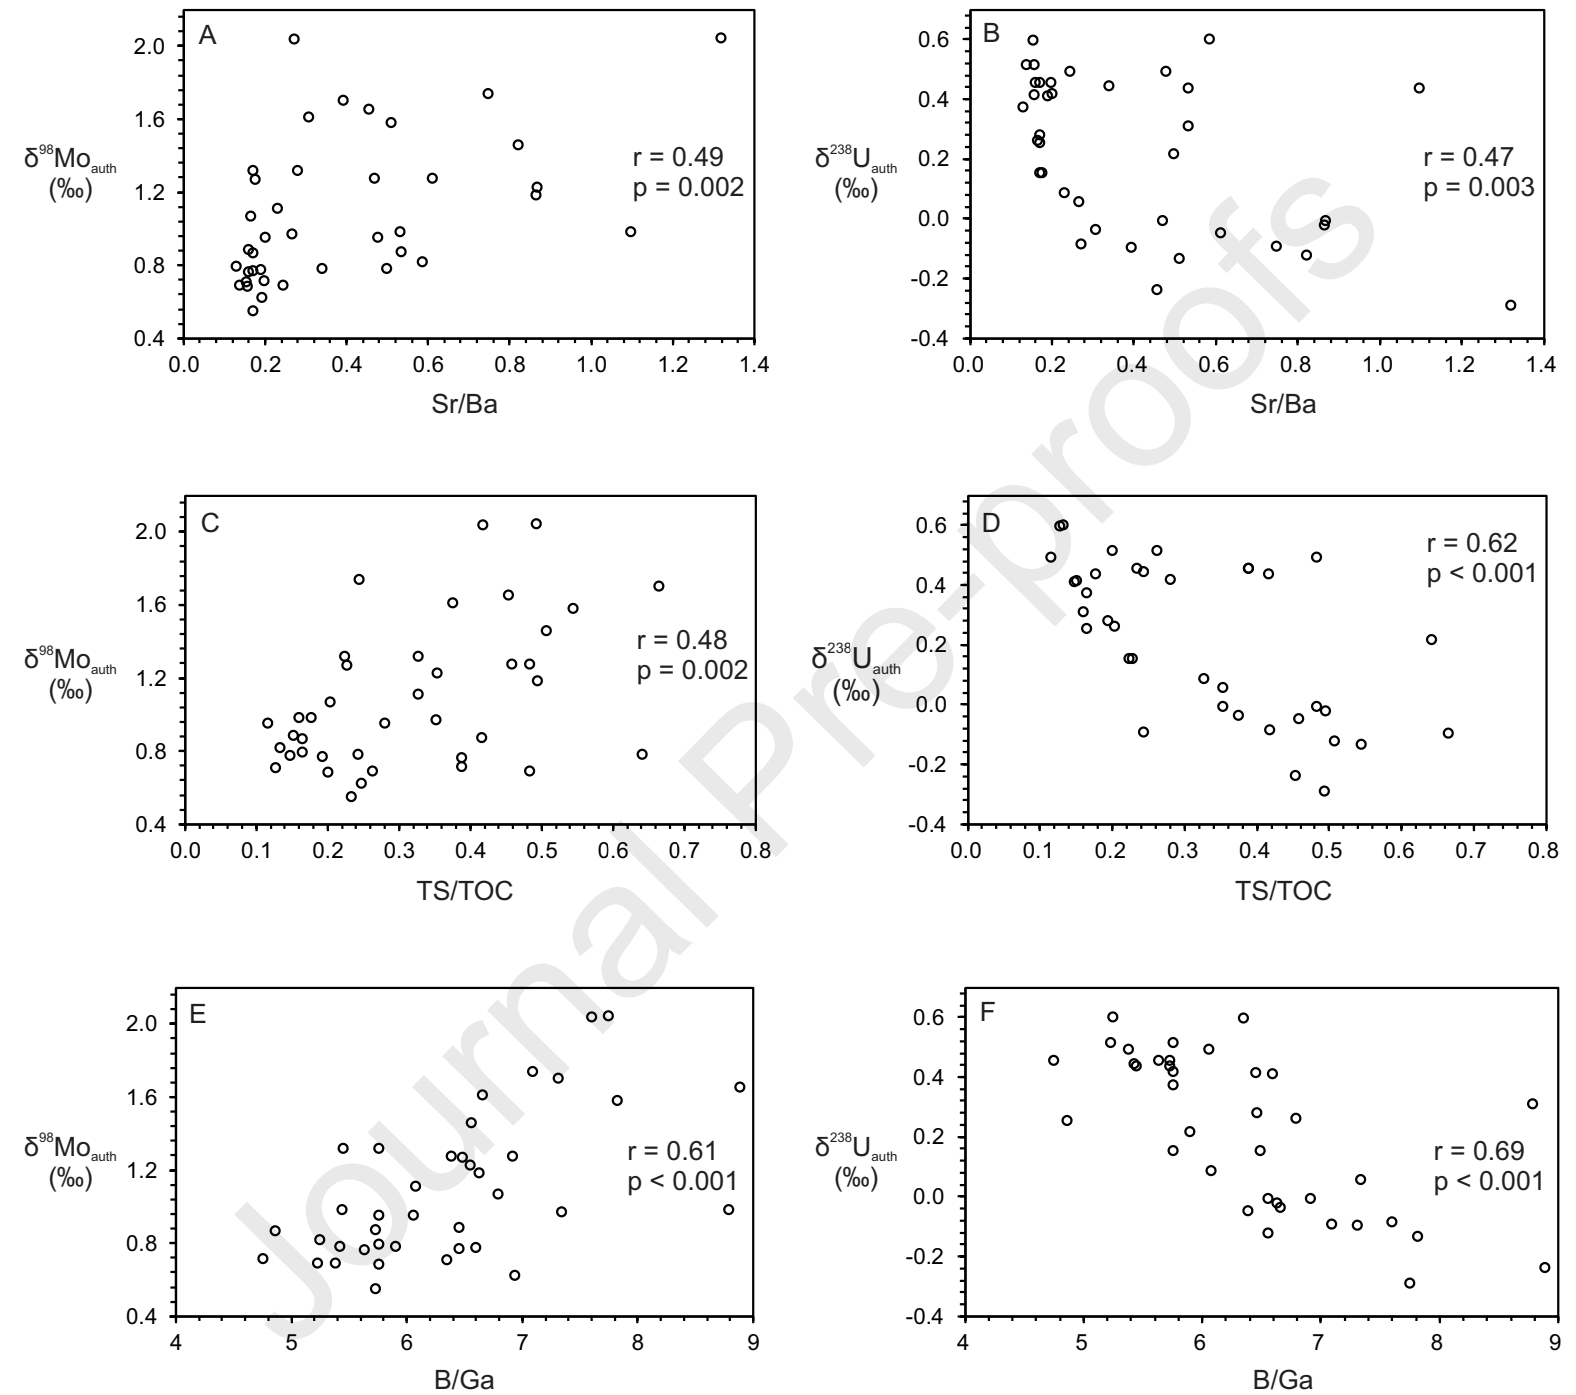 A
2.0
1.6
1.2
0.8
0.4
δ⁹⁸Mo_auth
(‰)
r = 0.49
p = 0.002
0.0 0.2 0.4 0.6 0.8 1.0 1.2 1.4
Sr/Ba
B
0.6
0.4
0.2
0.0
-0.2
-0.4
δ²³⁸U_auth
(‰)
r = 0.47
p = 0.003
0.0 0.2 0.4 0.6 0.8 1.0 1.2 1.4
Sr/Ba
C
2.0
1.6
1.2
0.8
0.4
δ⁹⁸Mo_auth
(‰)
r = 0.48
p = 0.002
0.0 0.1 0.2 0.3 0.4 0.5 0.6 0.7 0.8
TS/TOC
D
0.6
0.4
0.2
0.0
-0.2
-0.4
δ²³⁸U_auth
(‰)
r = 0.62
p < 0.001
0.0 0.1 0.2 0.3 0.4 0.5 0.6 0.7 0.8
TS/TOC
E
2.0
1.6
1.2
0.8
0.4
δ⁹⁸Mo_auth
(‰)
r = 0.61
p < 0.001
4 5 6 7 8 9
B/Ga
F
0.6
0.4
0.2
0.0
-0.2
-0.4
δ²³⁸U_auth
(‰)
r = 0.69
p < 0.001
4 5 6 7 8 9
B/Ga
Journal Pre-proofs